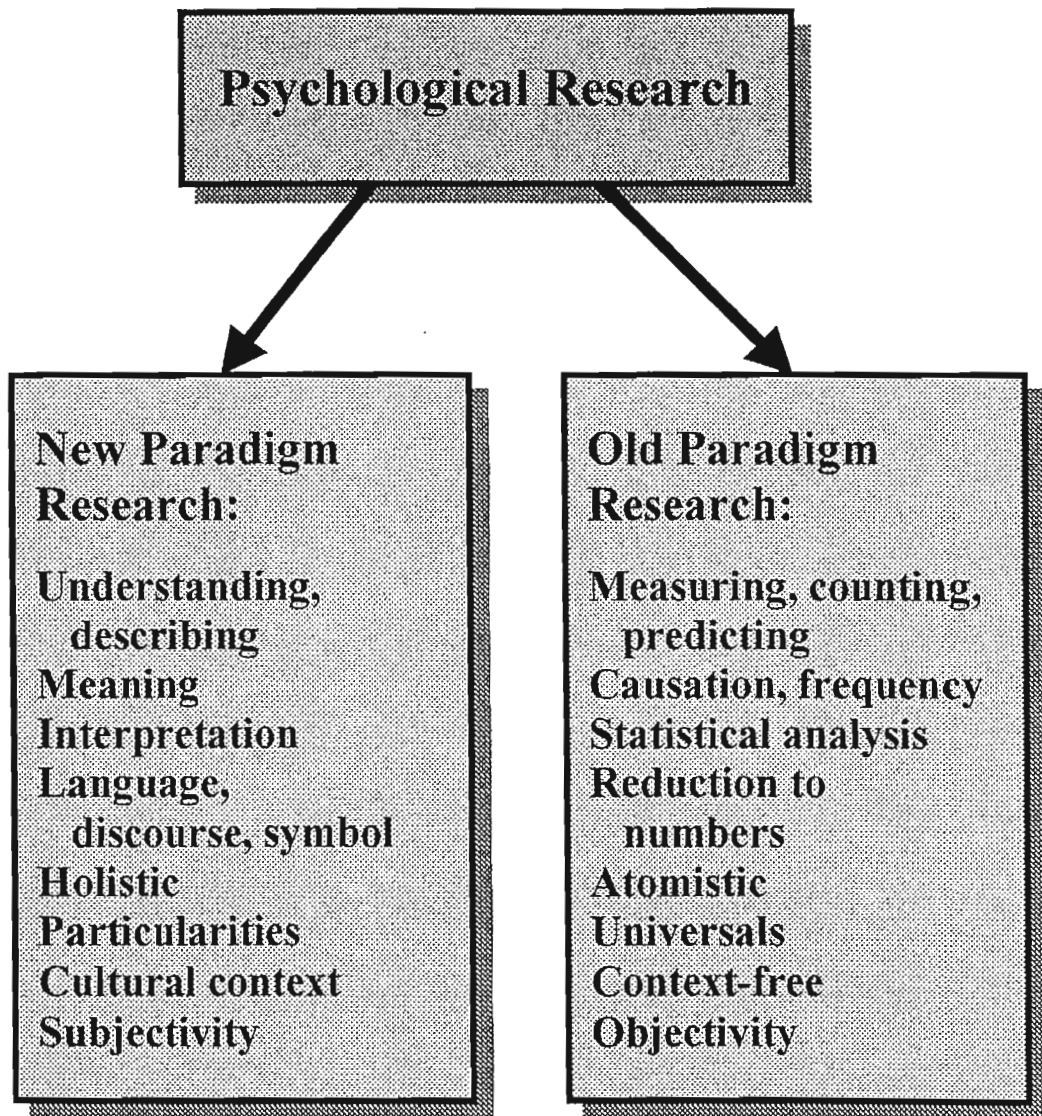 Psychological Research
New Paradigm
Research:
Understanding,
describing
Meaning
Interpretation
Language,
discourse, symbol
Holistic
Particularities
Cultural context
Subjectivity
Old Paradigm
Research:
Measuring, counting,
predicting
Causation, frequency
Statistical analysis
Reduction to
numbers
Atomistic
Universals
Context-free
Objectivity